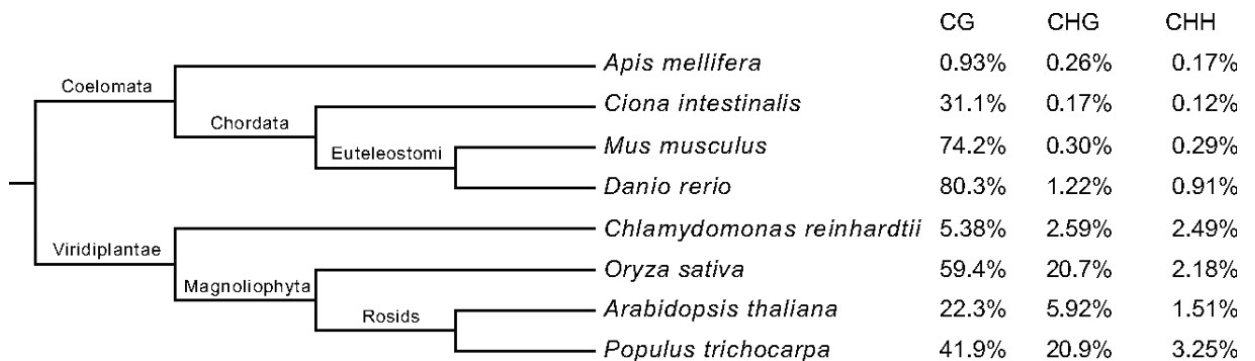 CG CHG CHH
Apis mellifera 0.93% 0.26% 0.17%
Coelomata
Ciona intestinalis 31.1% 0.17% 0.12%
Chordata
Mus musculus 74.2% 0.30% 0.29%
Euteleostomi
Danio rerio 80.3% 1.22% 0.91%
Chlamydomonas reinhardtii 5.38% 2.59% 2.49%
Viridiplantae
Oryza sativa 59.4% 20.7% 2.18%
Magnoliophyta
Arabidopsis thaliana 22.3% 5.92% 1.51%
Rosids
Populus trichocarpa 41.9% 20.9% 3.25%